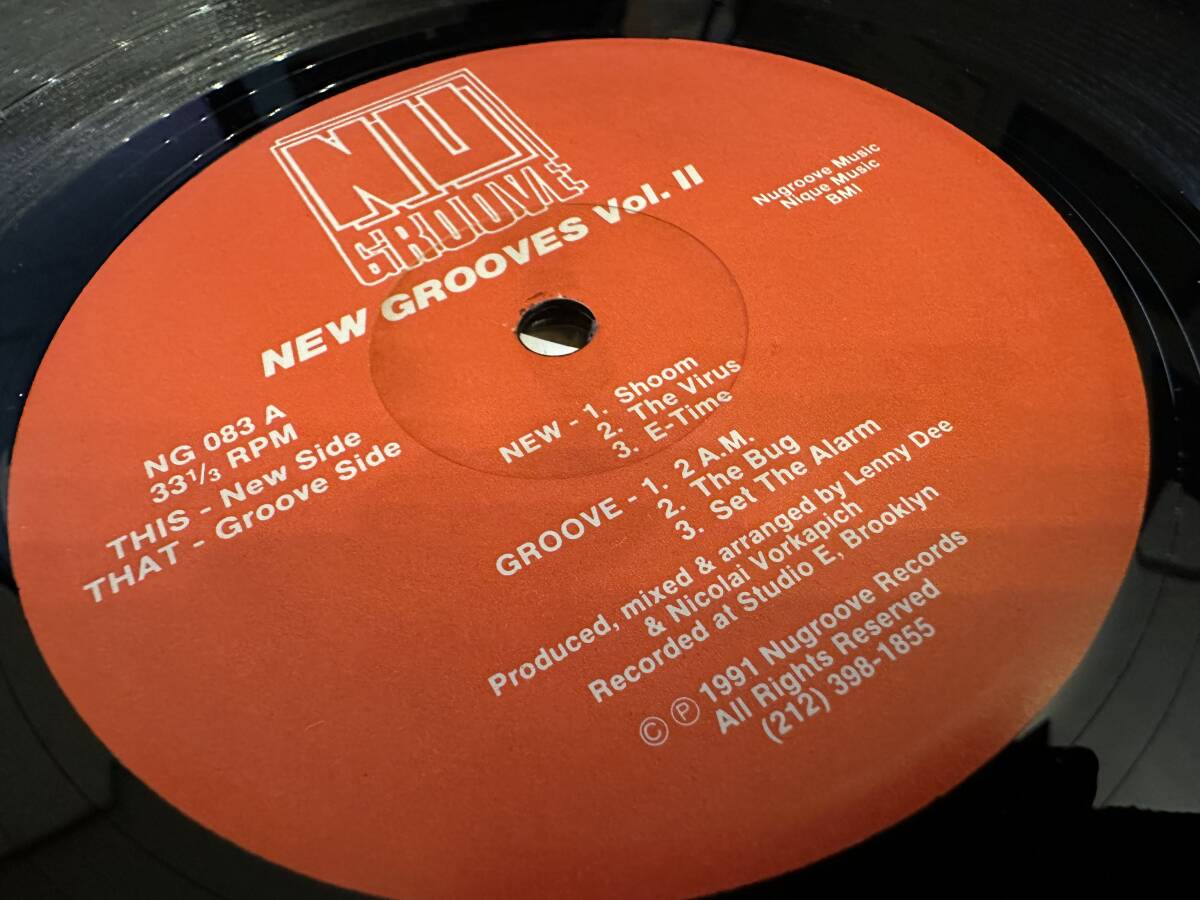 NU
GROOVE
NEW GROOVES Vol. II
Nugroove Music
Nique Music
BMI
NG 083 A
33 1/3 RPM
THIS - New Side
THAT - Groove Side
NEW - 1. Shoom
2. The Virus
3. E-Time
GROOVE - 1. 2 A.M.
2. The Bug
3. Set The Alarm
Produced, mixed & arranged by Lenny Dee
& Nicolai Vorkapich
Recorded at Studio E, Brooklyn
© ℗ 1991 Nugroove Records
All Rights Reserved
(212) 398-1855